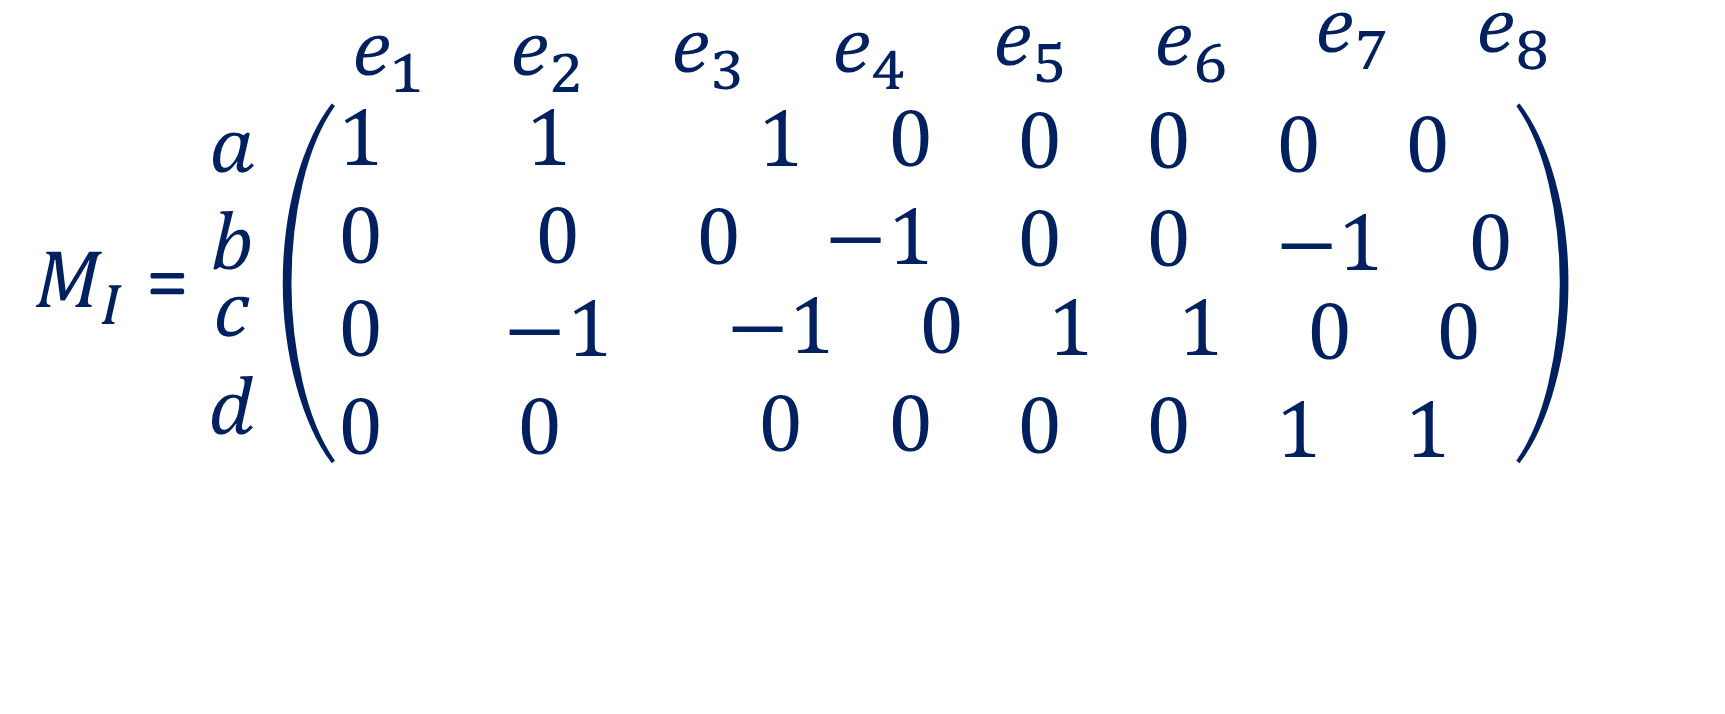 e₁ e₂ e₃ e₄ e₅ e₆ e₇ e₈
a 1 1 1 0 0 0 0 0
b 0 0 0 −1 0 0 −1 0
M_I =
c 0 −1 −1 0 1 1 0 0
d 0 0 0 0 0 0 1 1